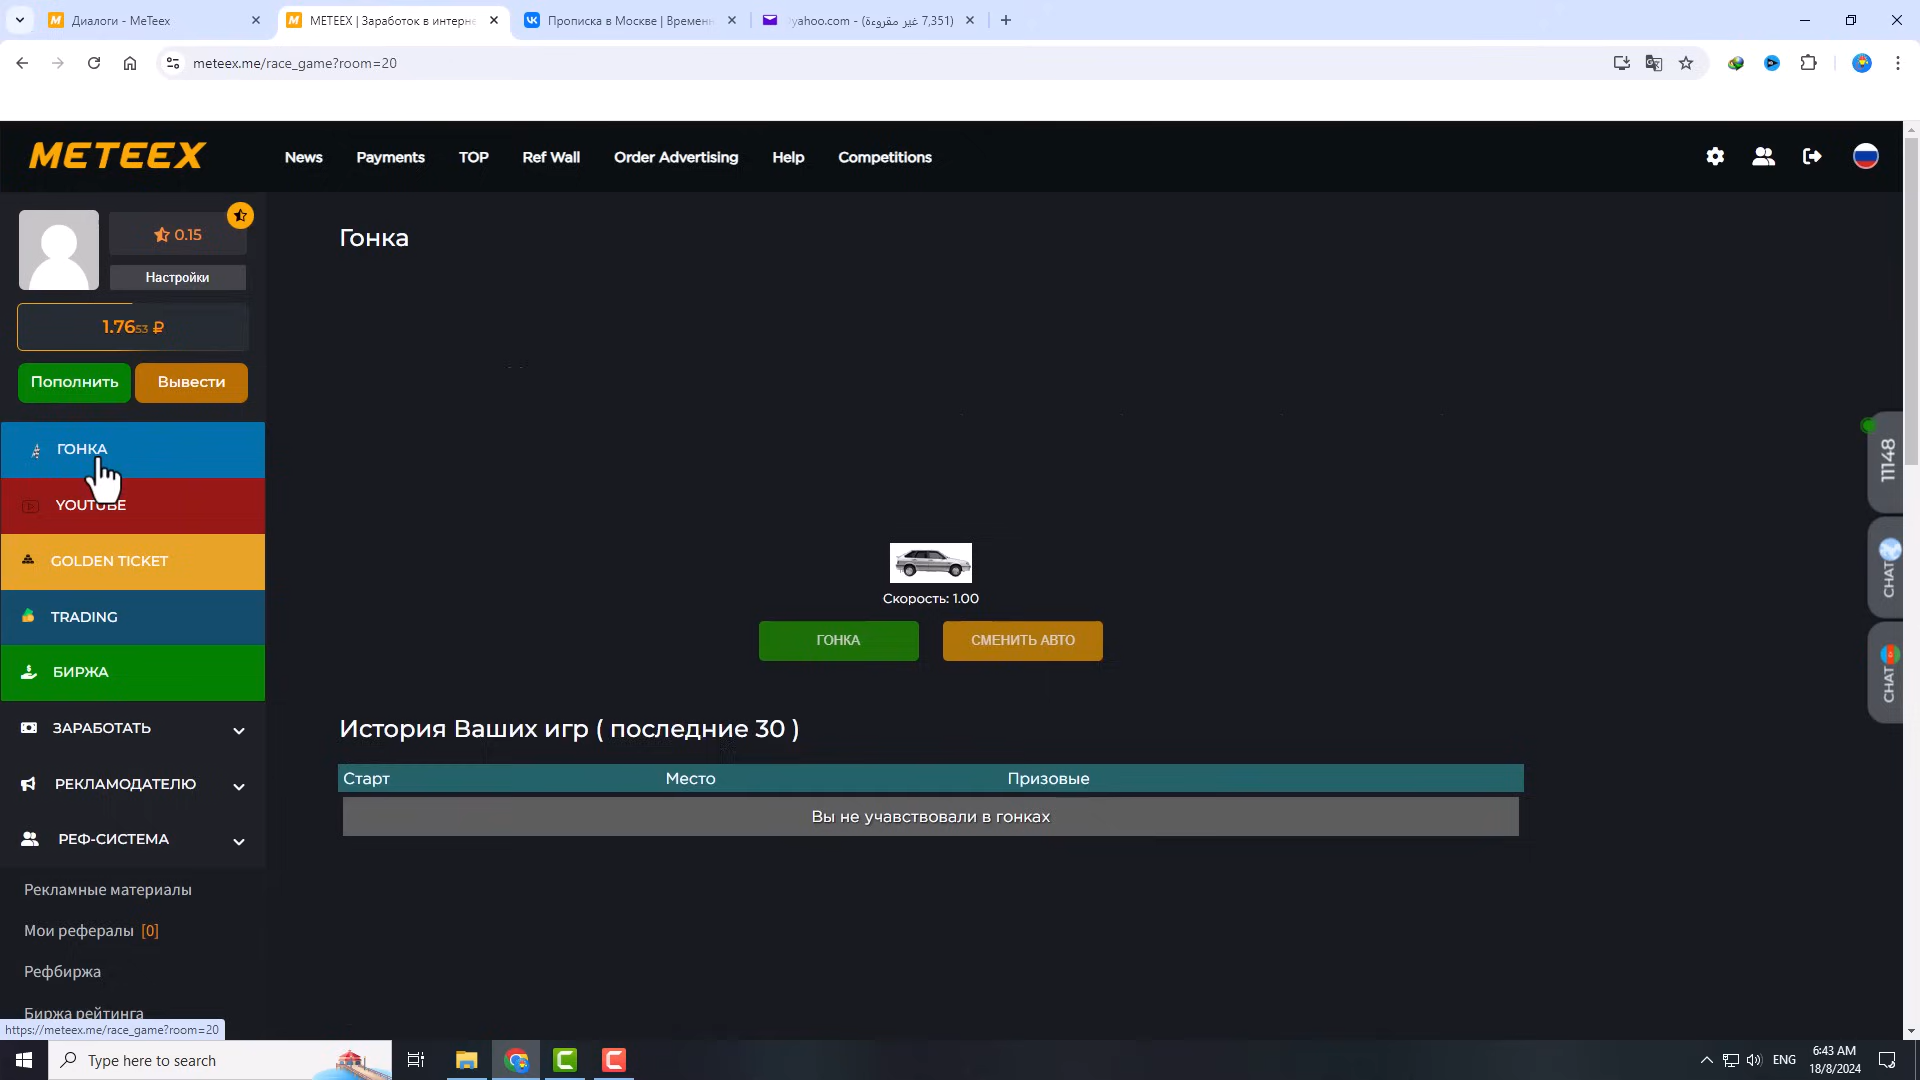 Диалоги - MeTeex
METEEX | Заработок в интерне
Прописка в Москве | Временн
yahoo.com - (7,351 غير مقروءة)
meteex.me/race_game?room=20
METEEX
News
Payments
TOP
Ref Wall
Order Advertising
Help
Competitions
0.15
Настройки
1.7653 ₽
Пополнить
Вывести
ГОНКА
YOUTUBE
GOLDEN TICKET
TRADING
БИРЖА
ЗАРАБОТАТЬ
РЕКЛАМОДАТЕЛЮ
РЕФ-СИСТЕМА
Рекламные материалы
Мои рефералы [0]
Рефбиржа
Биржа рейтинга
https://meteex.me/race_game?room=20
Гонка
Скорость: 1.00
ГОНКА
СМЕНИТЬ АВТО
История Ваших игр ( последние 30 )
Старт
Место
Призовые
Вы не учавствовали в гонках
11148
CHAT
CHAT
Type here to search
ENG
6:43 AM
18/8/2024